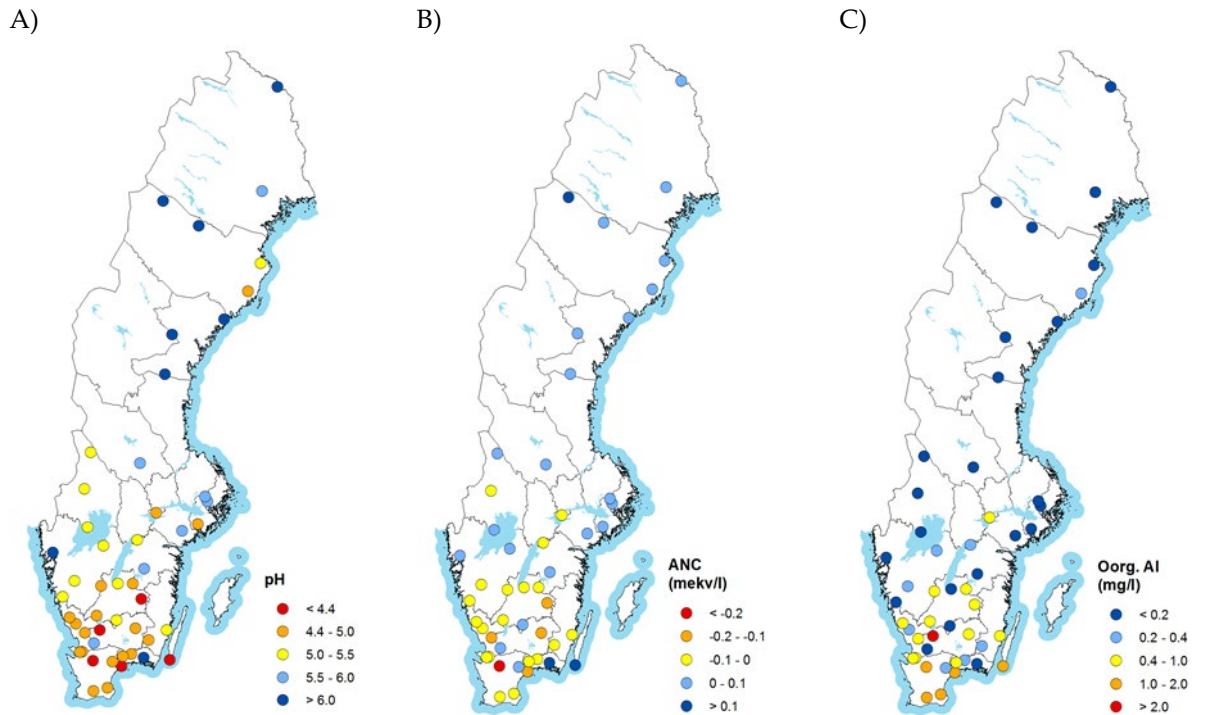 A)
pH
< 4.4
4.4 - 5.0
5.0 - 5.5
5.5 - 6.0
> 6.0
B)
ANC
(mekv/l)
< -0.2
-0.2 - -0.1
-0.1 - 0
0 - 0.1
> 0.1
C)
Oorg. Al
(mg/l)
< 0.2
0.2 - 0.4
0.4 - 1.0
1.0 - 2.0
> 2.0